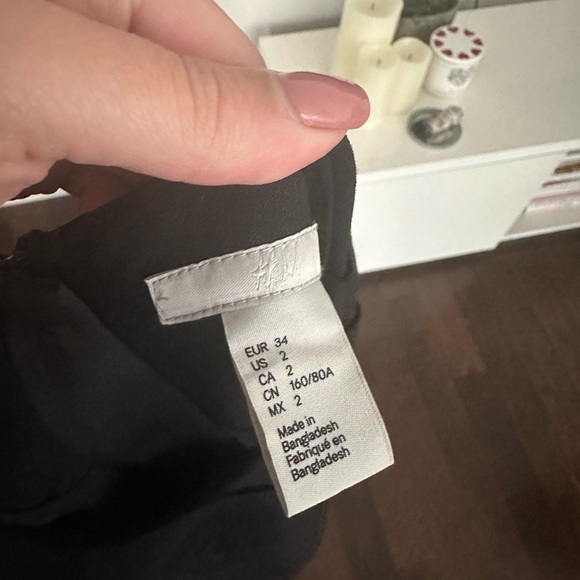 H&M
EUR 34
US 2
CA 2
CN 160/80A
MX 2
Made in
Bangladesh
Fabriqué en
Bangladesh